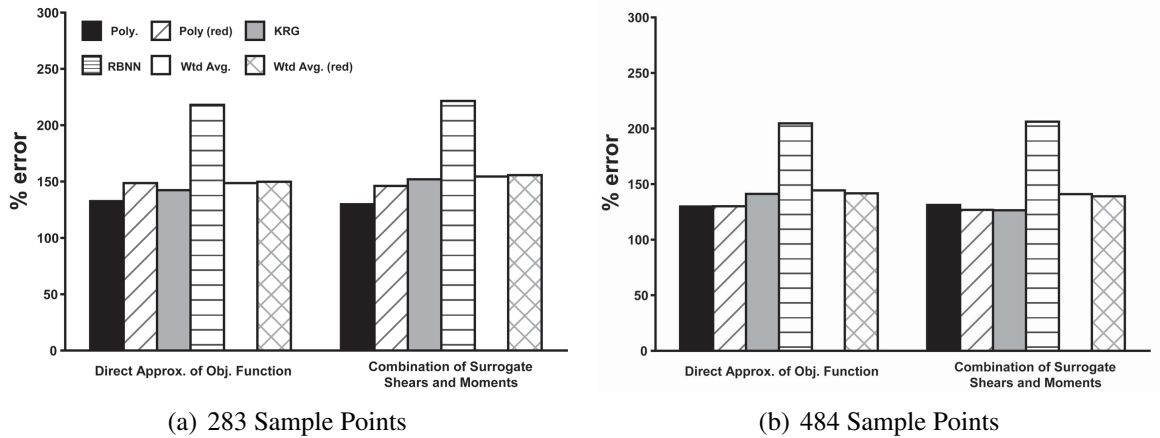 300
250
200
150
100
50
0
% error
Poly.
Poly (red)
KRG
RBNN
Wtd Avg.
Wtd Avg. (red)
Direct Approx. of Obj. Function
Combination of Surrogate
Shears and Moments
(a) 283 Sample Points
300
250
200
150
100
50
0
% error
Direct Approx. of Obj. Function
Combination of Surrogate
Shears and Moments
(b) 484 Sample Points